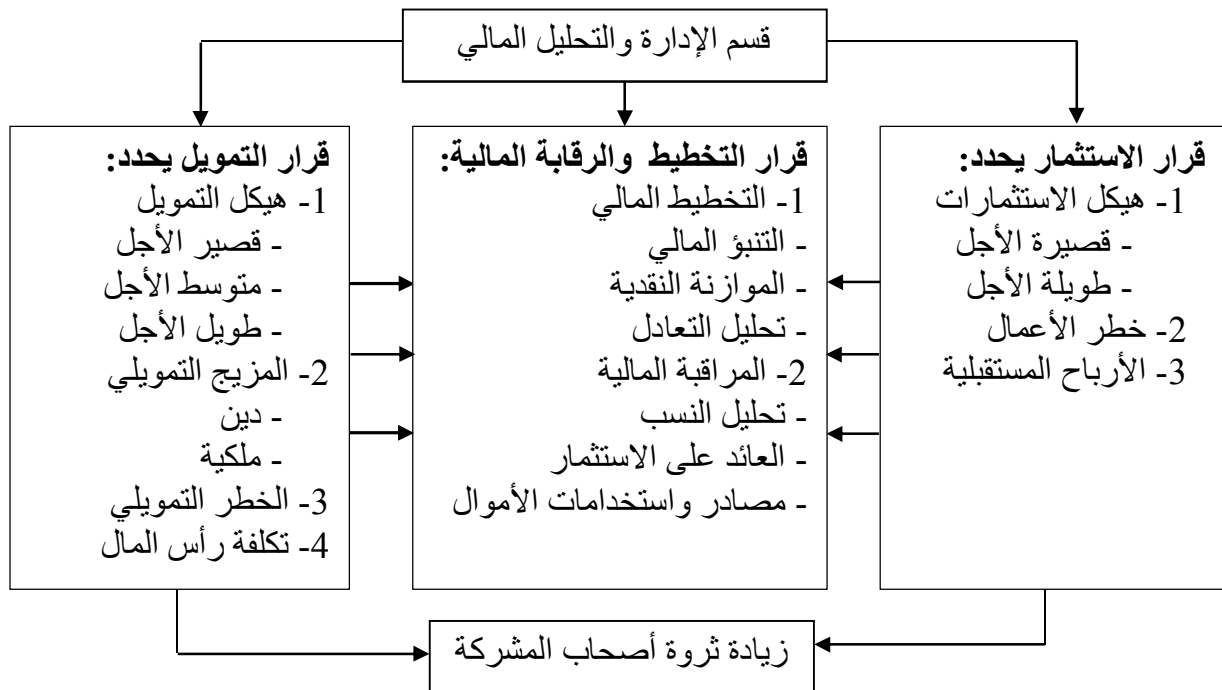 قسم الإدارة والتحليل المالي
قرار الاستثمار يحدد:
1- هيكل الاستثمارات
- قصيرة الأجل
- طويلة الأجل
2- خطر الأعمال
3- الأرباح المستقبلية
قرار التخطيط والرقابة المالية:
1- التخطيط المالي
- التنبؤ المالي
- الموازنة النقدية
- تحليل التعادل
2- المراقبة المالية
- تحليل النسب
- العائد على الاستثمار
- مصادر واستخدامات الأموال
قرار التمويل يحدد:
1- هيكل التمويل
- قصير الأجل
- متوسط الأجل
- طويل الأجل
2- المزيج التمويلي
- دين
- ملكية
3- الخطر التمويلي
4- تكلفة رأس المال
زيادة ثروة أصحاب المشركة